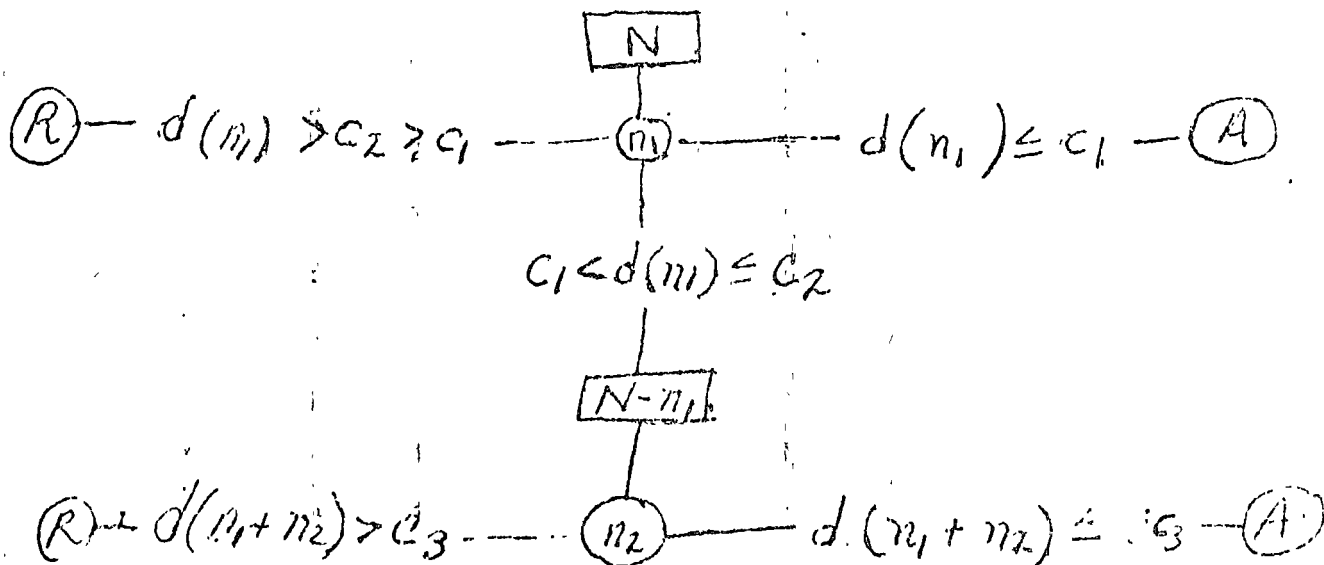 N
R d(n₁) > c₂ ≥ c₁ n₁ d(n₁) ≤ c₁ A
c₁ < d(n₁) ≤ c₂
N-n₁
R d(n₁+n₂) > c₃ n₂ d(n₁+n₂) ≤ c₃ A